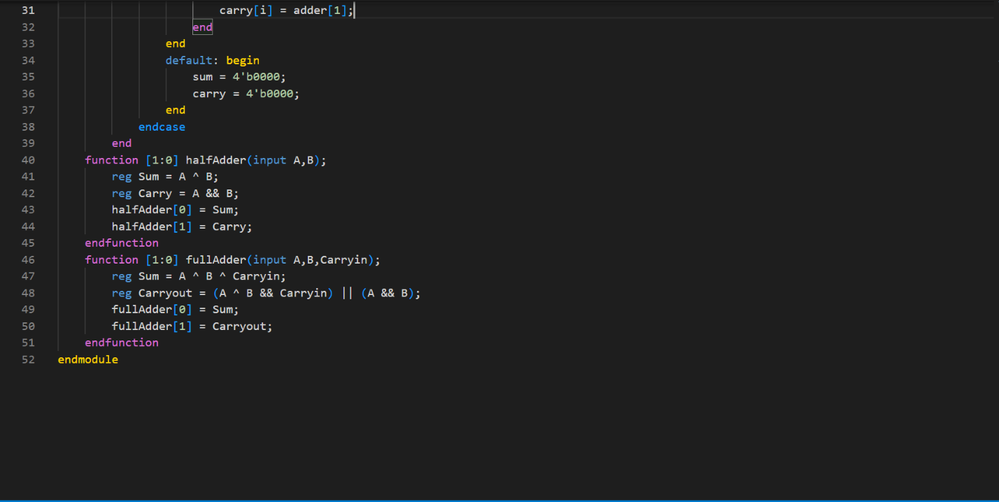 31 carry[i] = adder[1];
32 end
33 end
34 default: begin
35 sum = 4'b0000;
36 carry = 4'b0000;
37 end
38 endcase
39 end
40 function [1:0] halfAdder(input A,B);
41 reg Sum = A ^ B;
42 reg Carry = A && B;
43 halfAdder[0] = Sum;
44 halfAdder[1] = Carry;
45 endfunction
46 function [1:0] fullAdder(input A,B,Carryin);
47 reg Sum = A ^ B ^ Carryin;
48 reg Carryout = (A ^ B && Carryin) || (A && B);
49 fullAdder[0] = Sum;
50 fullAdder[1] = Carryout;
51 endfunction
52 endmodule